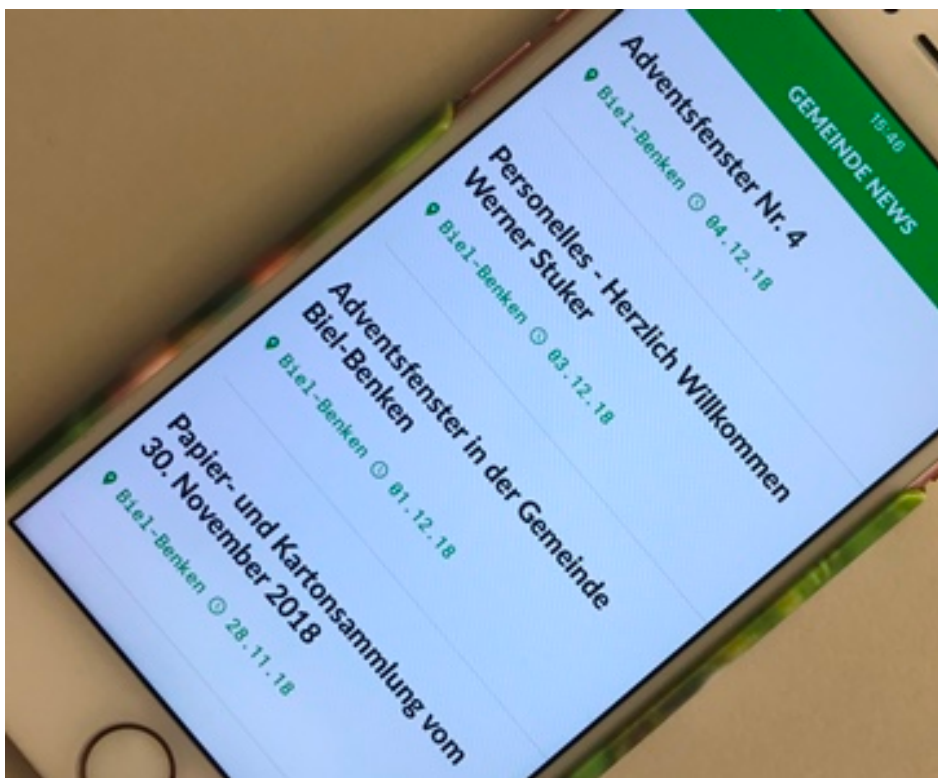 15:46
GEMEINDE NEWS
Adventsfenster Nr. 4
Biel-Benken 04.12.18
Personelles - Herzlich Willkommen
Werner Stuker
Biel-Benken 03.12.18
Adventsfenster in der Gemeinde
Biel-Benken
Biel-Benken 01.12.18
Papier- und Kartonsammlung vom
30. November 2018
Biel-Benken 28.11.18